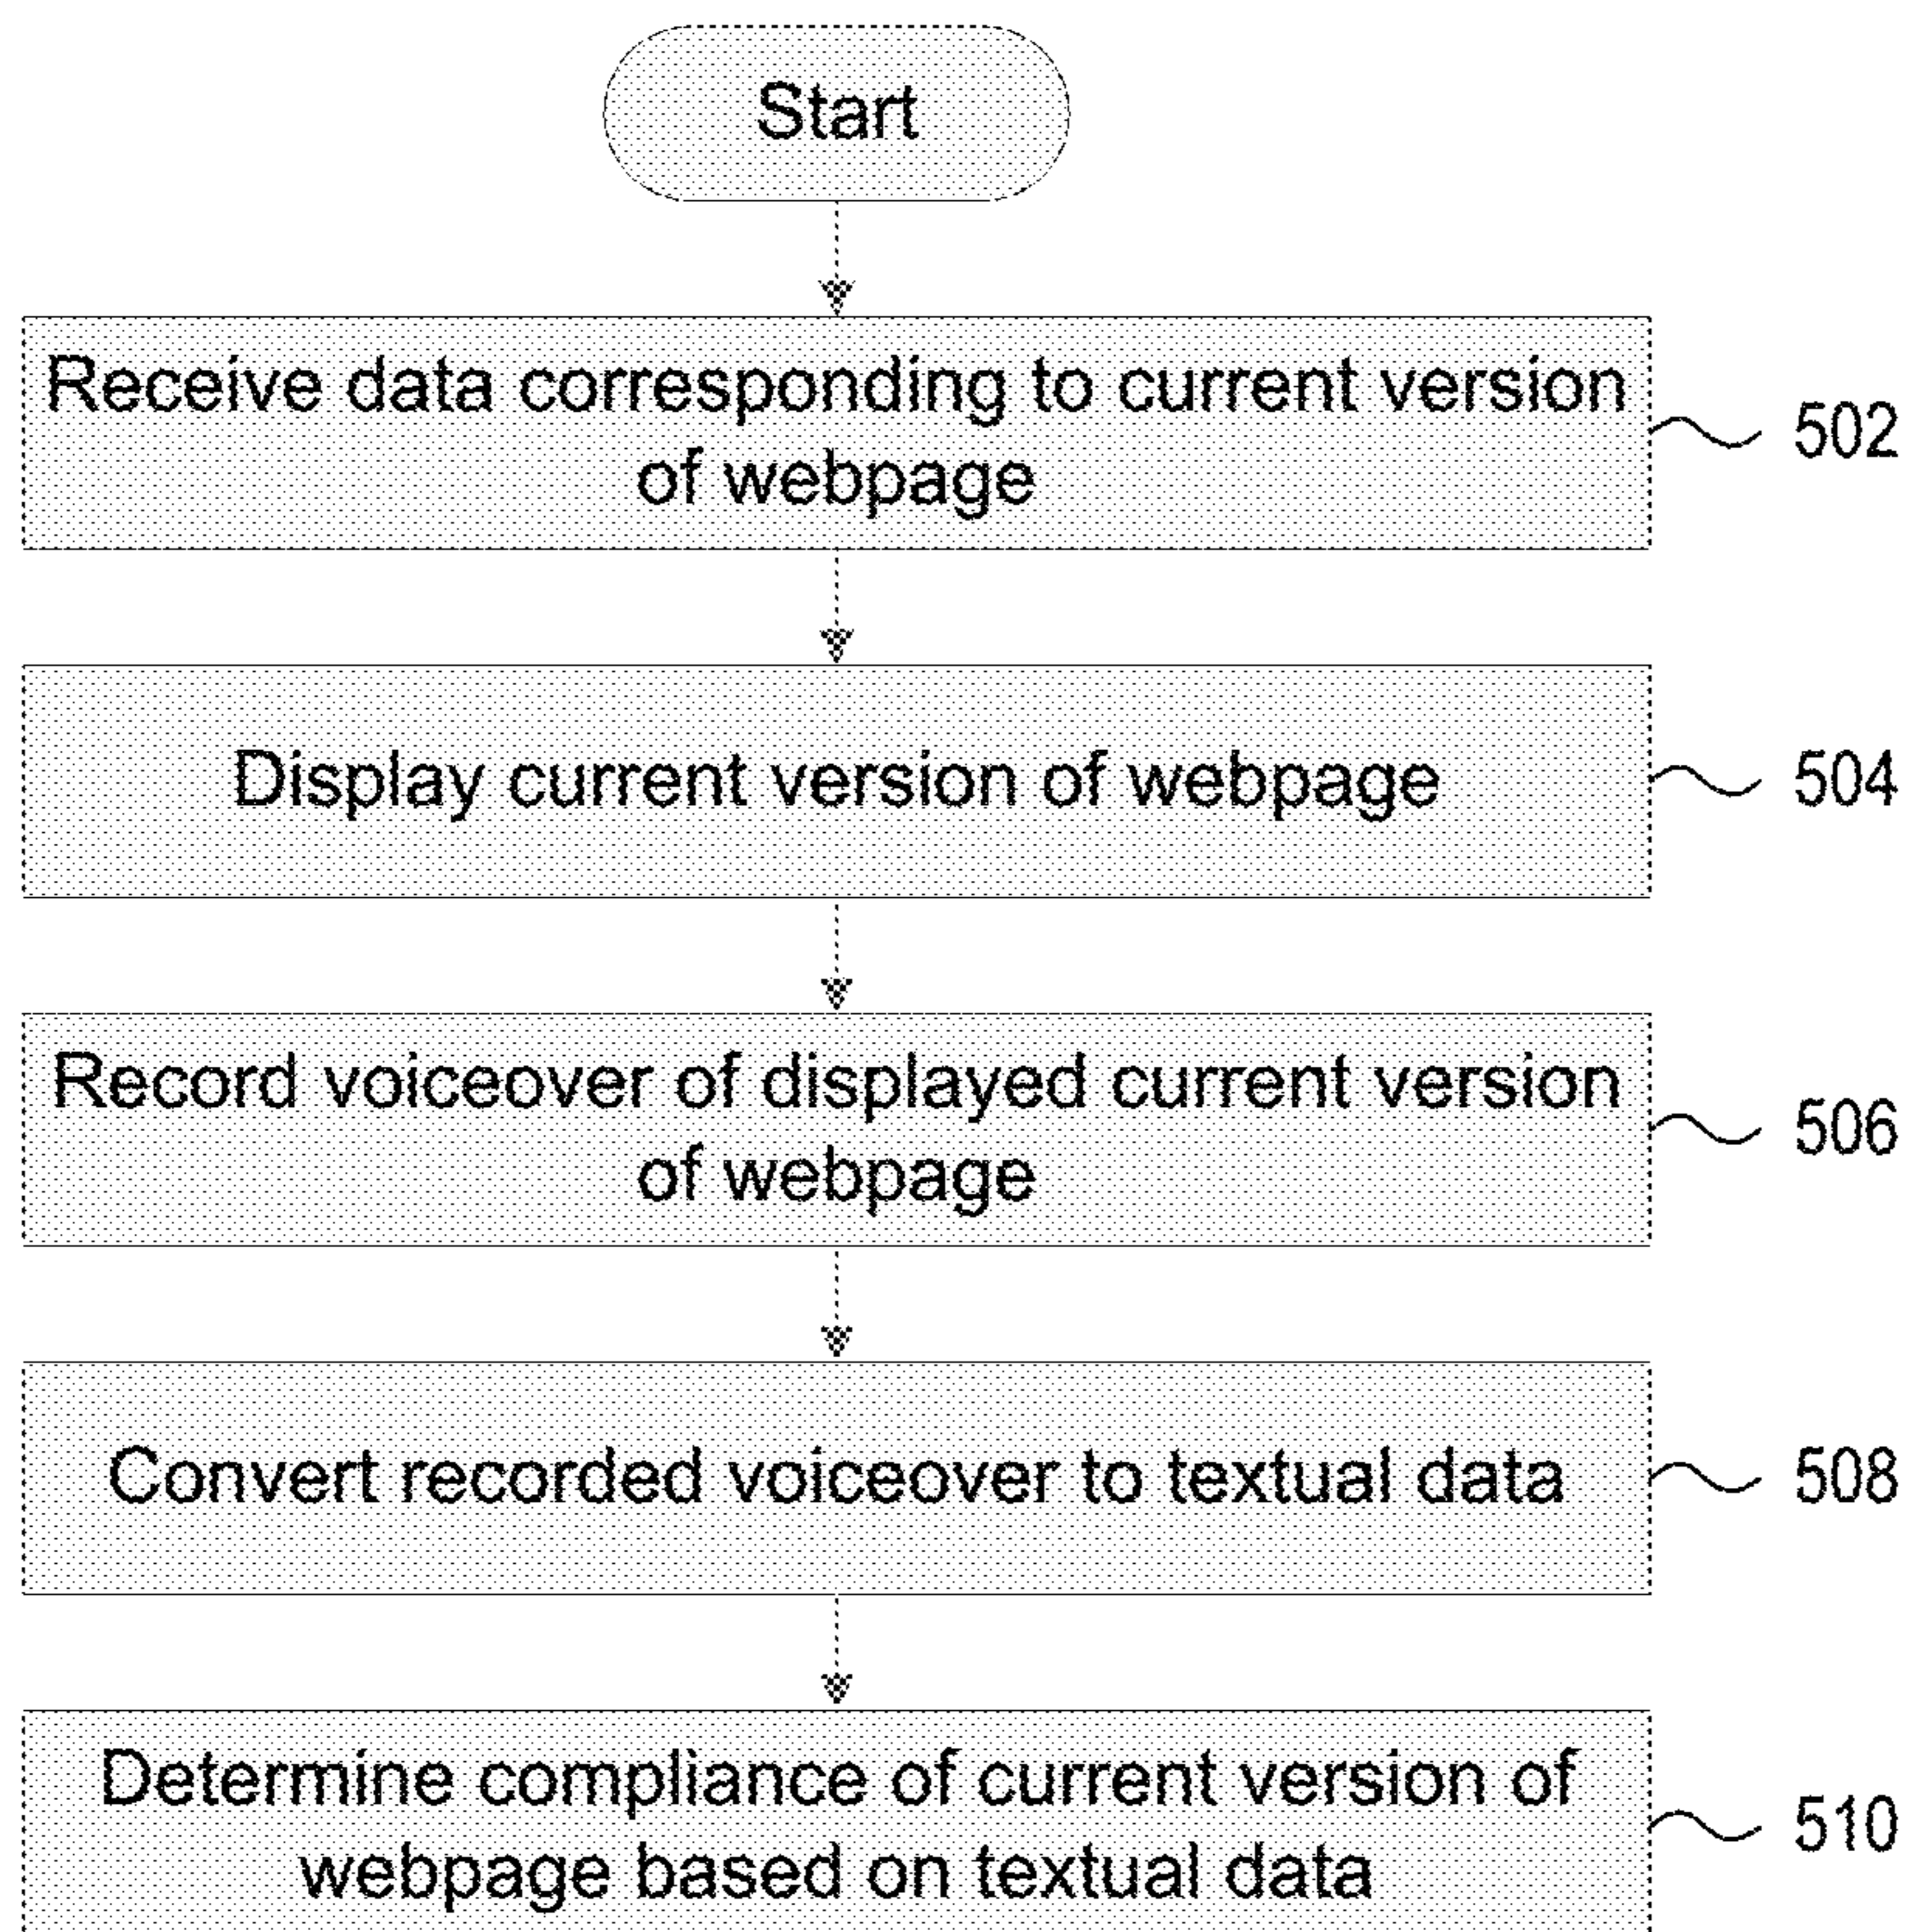 Start
Receive data corresponding to current version
of webpage
502
Display current version of webpage
504
Record voiceover of displayed current version
of webpage
506
Convert recorded voiceover to textual data
508
Determine compliance of current version of
webpage based on textual data
510